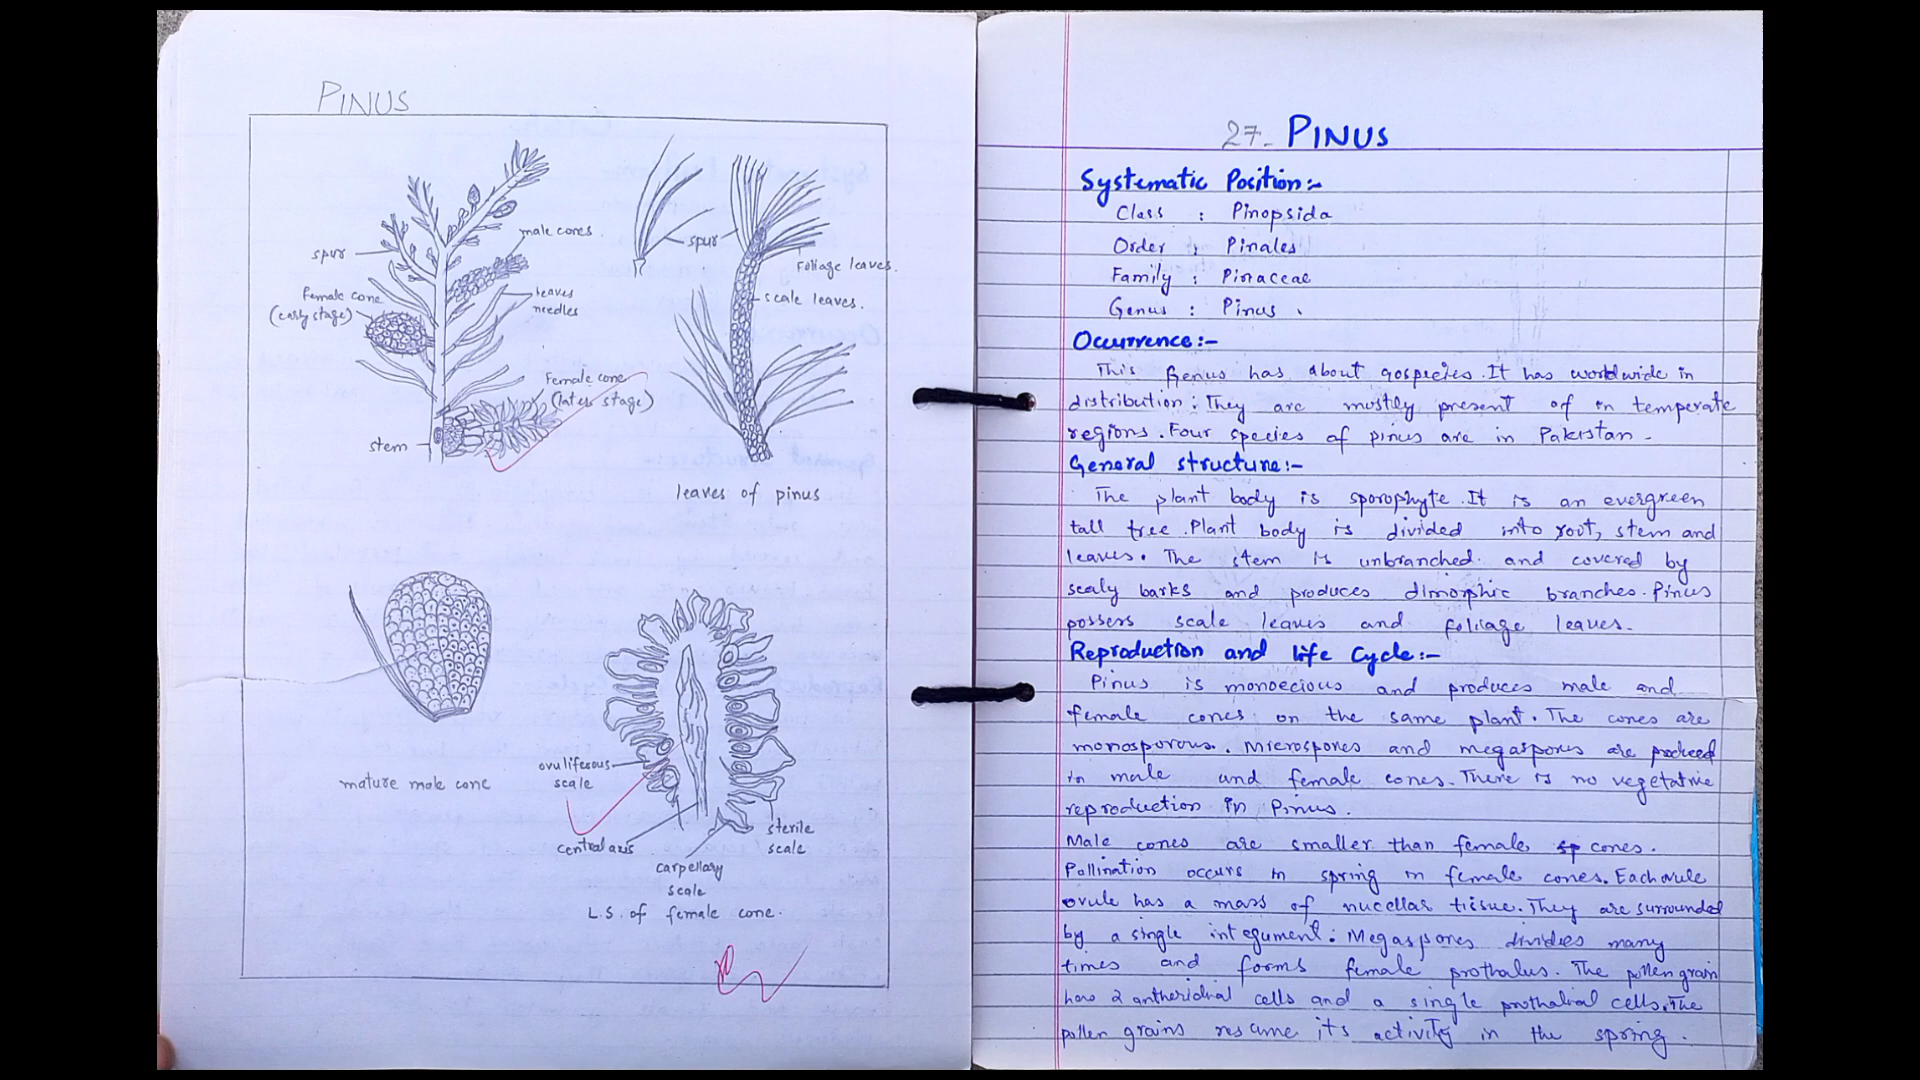 PINUS
spur
male cones
Female cone
(early stage)
leaves
needles
Female cone
(later stage)
stem
spur
Foliage leaves.
scale leaves.
leaves of pinus
mature male cone
ovuliferous
scale
central axis
carpellary
scale
sterile
scale
L.S. of female cone.
27. PINUS
Systematic Position:-
Class : Pinopsida
Order : Pinales
Family : Pinaceae
Genus : Pinus .
Occurrence:-
This Genus has about 90species. It has worldwide in
distribution. They are mostly present of in temperate
regions. Four species of pinus are in Pakistan.
General structure:-
The plant body is sporophyte. It is an evergreen
tall tree. Plant body is divided into root, stem and
leaves. The stem is unbranched and covered by
scaly barks and produces dimorphic branches. Pinus
possers scale leaves and foliage leaves.
Reproduction and life Cycle:-
Pinus is monoecious and produces male and
female cones on the same plant. The cones are
monosporous. Microspores and megaspores are produced
in male and female cones. There is no vegetative
reproduction in Pinus.
Male cones are smaller than female cones.
Pollination occurs in spring in female cones. Each ovule
ovule has a mass of nucellar tissue. They are surrounded
by a single integument. Megaspores divides many
times and forms female prothalus. The pollen grain
has 2 antheridial cells and a single prothalial cells. The
pollen grains resume its activity in the spring.